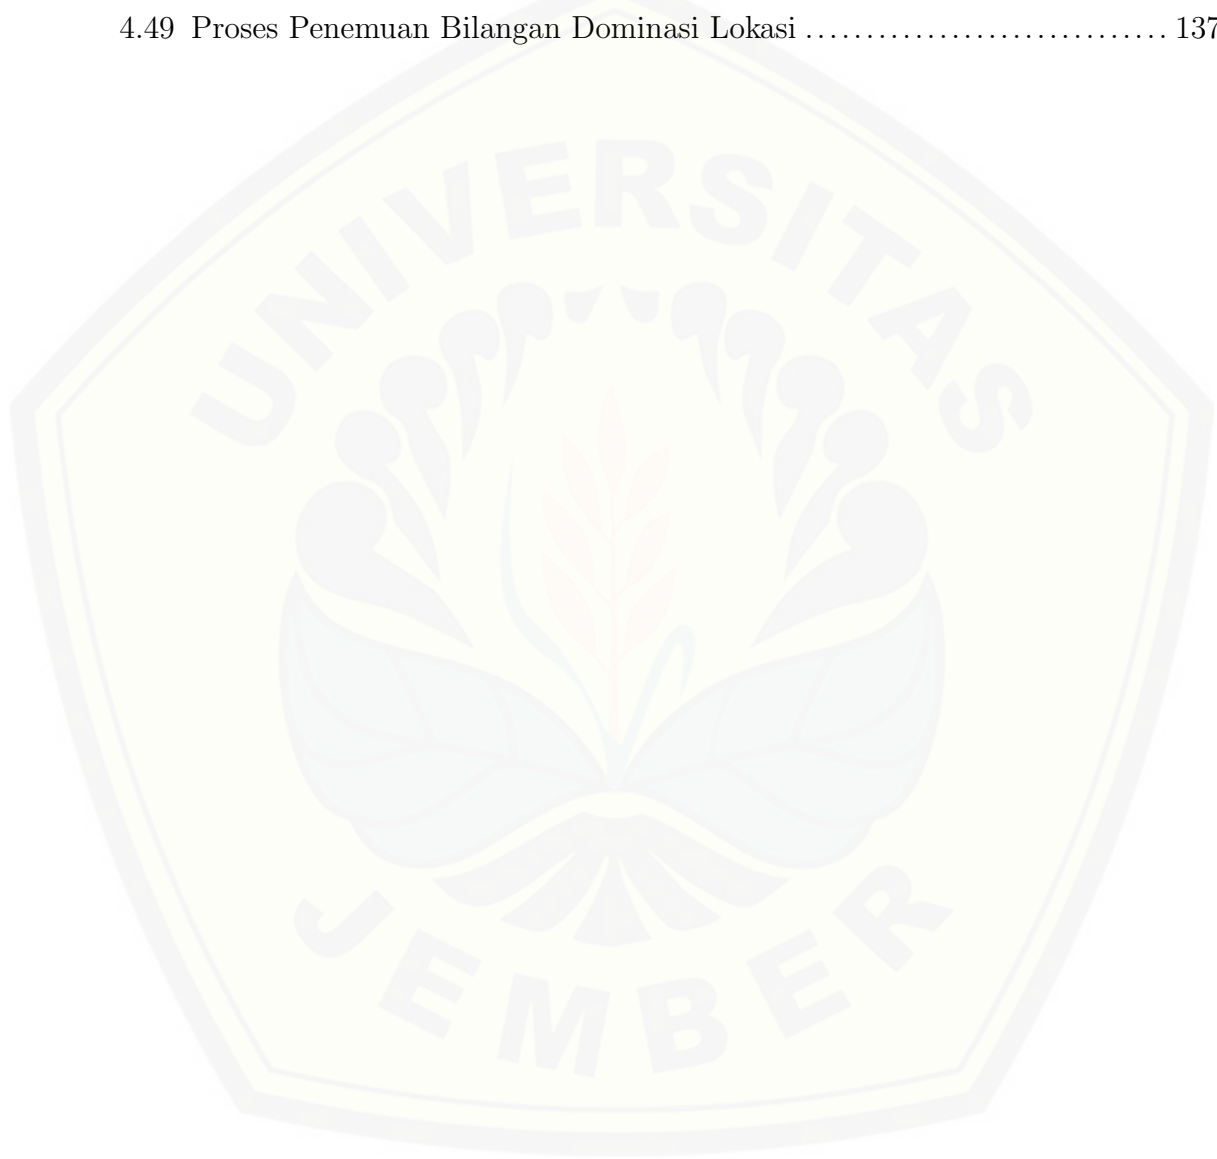 4.49 Proses Penemuan Bilangan Dominasi Lokasi .............................. 137
UNIVERSITAS
JEMBER